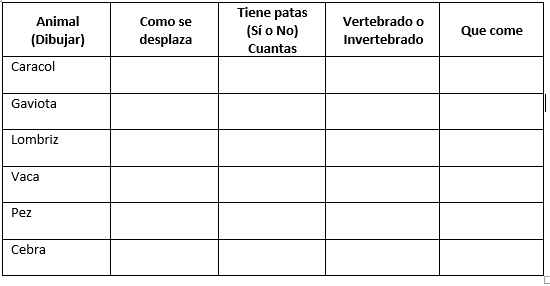 Animal
(Dibujar)
Como se
desplaza
Tiene patas
(Sí o No)
Cuantas
Vertebrado o
Invertebrado
Que come
Caracol
Gaviota
Lombriz
Vaca
Pez
Cebra